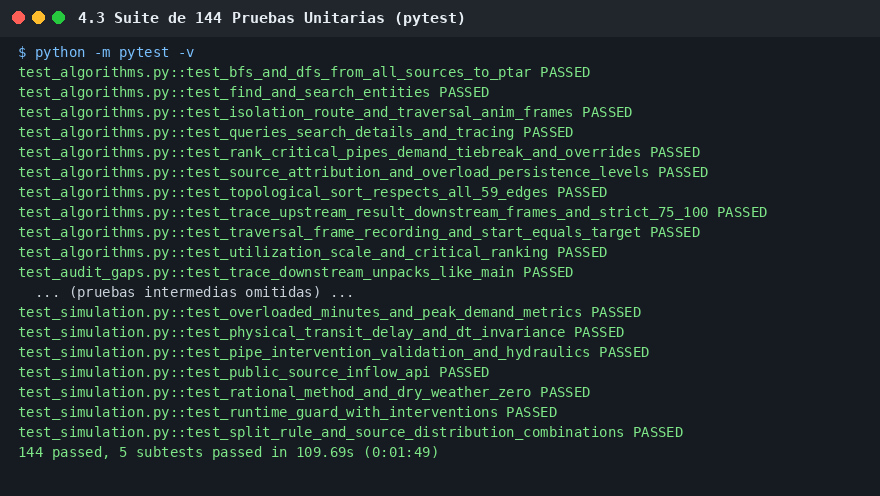 4.3 Suite de 144 Pruebas Unitarias (pytest)
$ python -m pytest -v
test_algorithms.py::test_bfs_and_dfs_from_all_sources_to_ptar PASSED
test_algorithms.py::test_find_and_search_entities PASSED
test_algorithms.py::test_isolation_route_and_traversal_anim_frames PASSED
test_algorithms.py::test_queries_search_details_and_tracing PASSED
test_algorithms.py::test_rank_critical_pipes_demand_tiebreak_and_overrides PASSED
test_algorithms.py::test_source_attribution_and_overload_persistence_levels PASSED
test_algorithms.py::test_topological_sort_respects_all_59_edges PASSED
test_algorithms.py::test_trace_upstream_result_downstream_frames_and_strict_75_100 PASSED
test_algorithms.py::test_traversal_frame_recording_and_start_equals_target PASSED
test_algorithms.py::test_utilization_scale_and_critical_ranking PASSED
test_audit_gaps.py::test_trace_downstream_unpacks_like_main PASSED
... (pruebas intermedias omitidas) ...
test_simulation.py::test_overloaded_minutes_and_peak_demand_metrics PASSED
test_simulation.py::test_physical_transit_delay_and_dt_invariance PASSED
test_simulation.py::test_pipe_intervention_validation_and_hydraulics PASSED
test_simulation.py::test_public_source_inflow_api PASSED
test_simulation.py::test_rational_method_and_dry_weather_zero PASSED
test_simulation.py::test_runtime_guard_with_interventions PASSED
test_simulation.py::test_split_rule_and_source_distribution_combinations PASSED
144 passed, 5 subtests passed in 109.69s (0:01:49)